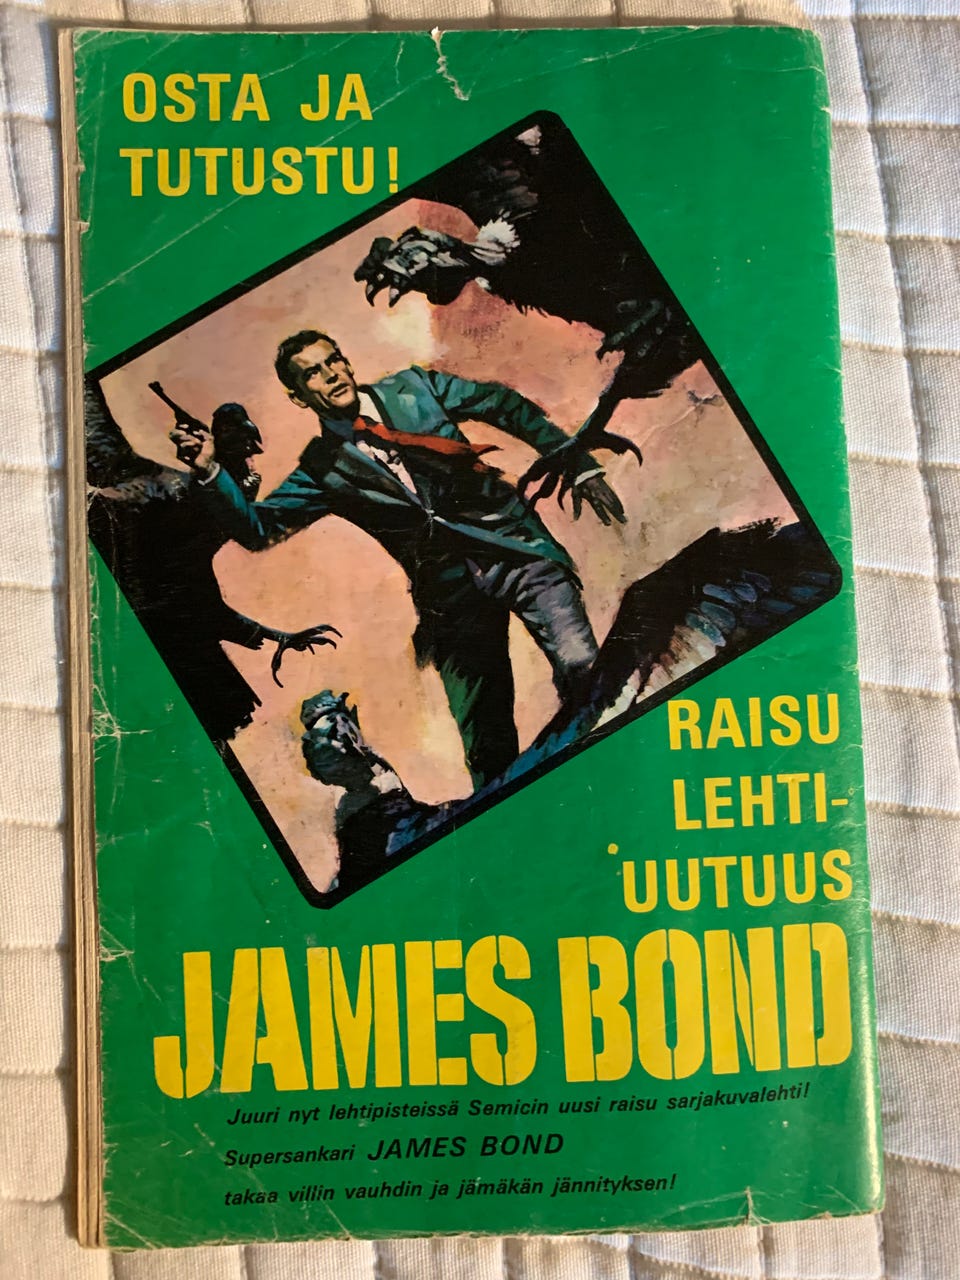 OSTA JA
TUTUSTU!
RAISU
LEHTI-
UUTUUS
JAMES BOND
Juuri nyt lehtipisteissä Semicin uusi raisu sarjakuvalehti!
Supersankari JAMES BOND
takaa villin vauhdin ja jämäkän jännityksen!